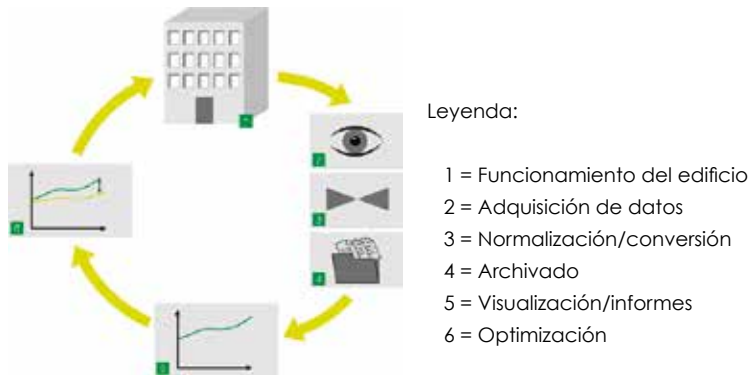 Leyenda:
1 = Funcionamiento del edificio
2 = Adquisición de datos
3 = Normalización/conversión
4 = Archivado
5 = Visualización/informes
6 = Optimización